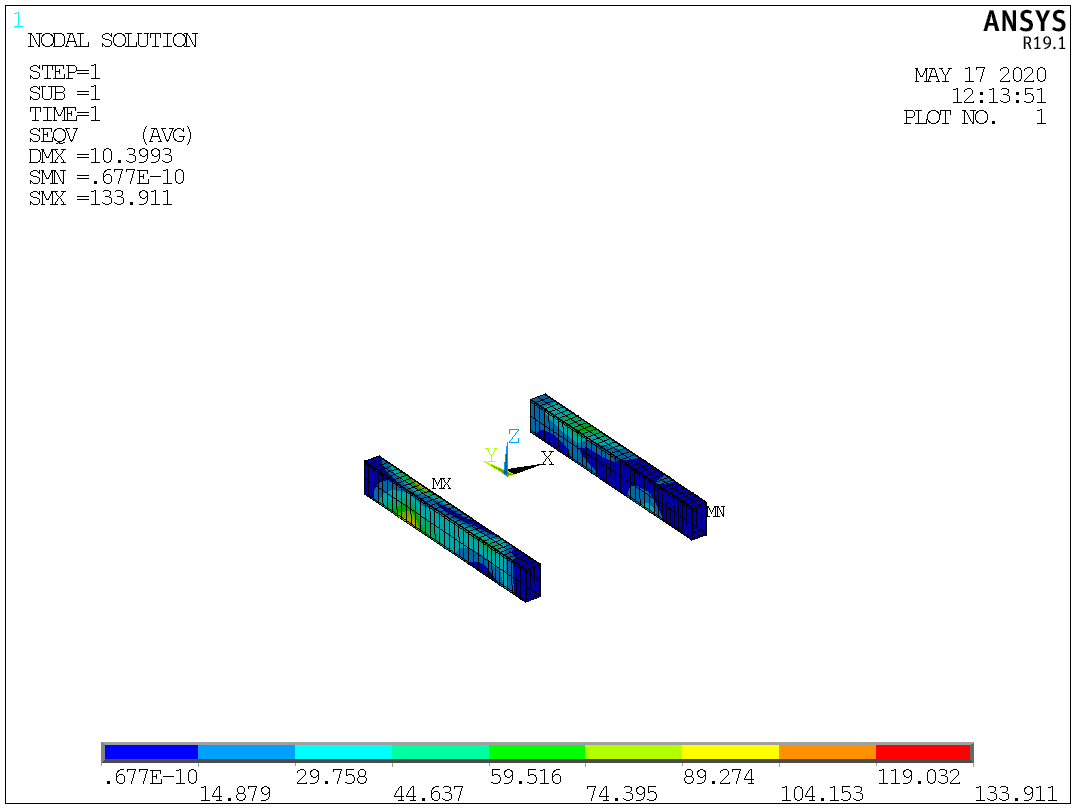 1
ANSYS
R19.1
NODAL SOLUTION
STEP=1
SUB =1
TIME=1
SEQV (AVG)
DMX =10.3993
SMN =.677E-10
SMX =133.911
MAY 17 2020
12:13:51
PLOT NO. 1
Z
Y
X
MX
MN
.677E-10 29.758 59.516 89.274 119.032
14.879 44.637 74.395 104.153 133.911